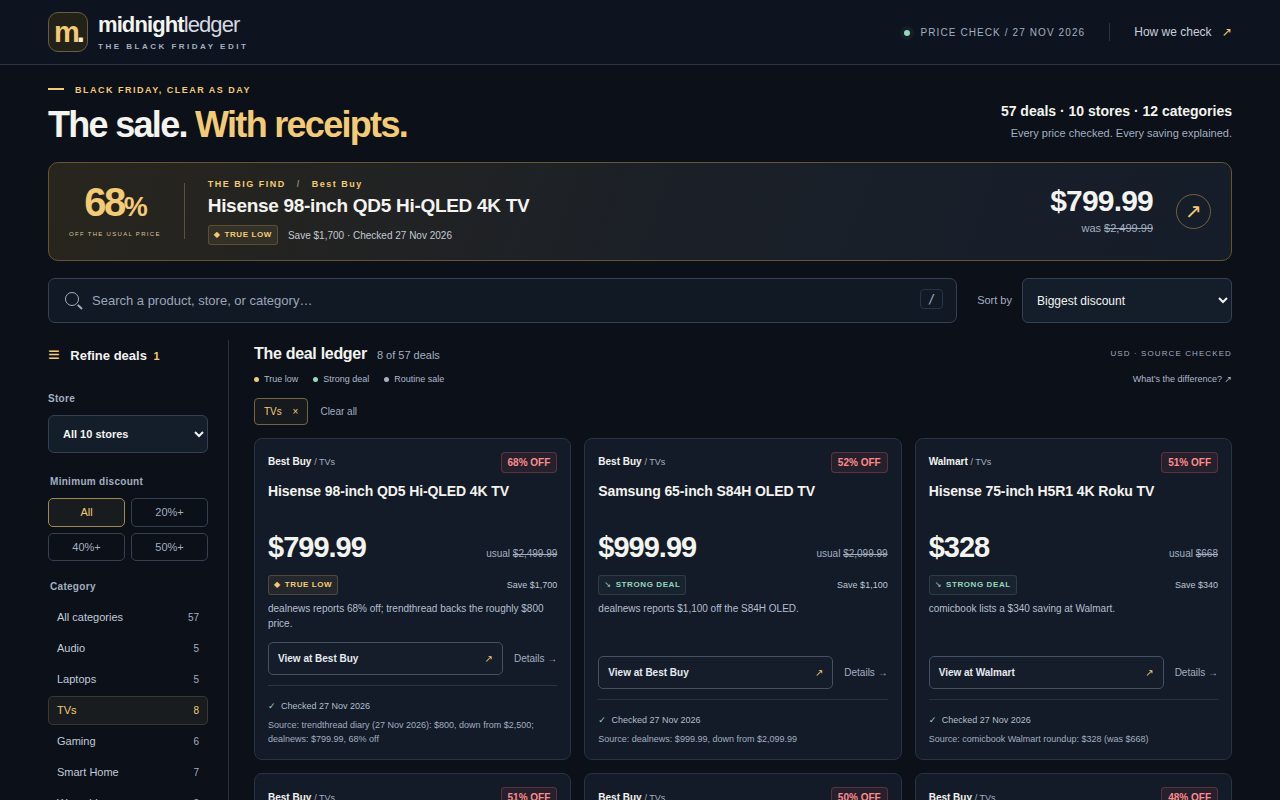 m.
midnightledger
THE BLACK FRIDAY EDIT
PRICE CHECK / 27 NOV 2026
How we check ↗
BLACK FRIDAY, CLEAR AS DAY
The sale. With receipts.
57 deals · 10 stores · 12 categories
Every price checked. Every saving explained.
68%
OFF THE USUAL PRICE
THE BIG FIND / Best Buy
Hisense 98-inch QD5 Hi-QLED 4K TV
◆ TRUE LOW Save $1,700 · Checked 27 Nov 2026
$799.99
was $2,499.99
↗
Search a product, store, or category… /
Sort by Biggest discount
≡ Refine deals 1
Store
All 10 stores
Minimum discount
All 20%+
40%+ 50%+
Category
All categories 57
Audio 5
Laptops 5
TVs 8
Gaming 6
Smart Home 7
The deal ledger 8 of 57 deals
USD · SOURCE CHECKED
True low Strong deal Routine sale
What's the difference? ↗
TVs × Clear all
Best Buy / TVs 68% OFF
Hisense 98-inch QD5 Hi-QLED 4K TV
$799.99 usual $2,499.99
◆ TRUE LOW Save $1,700
dealnews reports 68% off; trendthread backs the roughly $800
price.
View at Best Buy ↗ Details →
✓ Checked 27 Nov 2026
Source: trendthread diary (27 Nov 2026): $800, down from $2,500;
dealnews: $799.99, 68% off
Best Buy / TVs 52% OFF
Samsung 65-inch S84H OLED TV
$999.99 usual $2,099.99
↘ STRONG DEAL Save $1,100
dealnews reports $1,100 off the S84H OLED.
View at Best Buy ↗ Details →
✓ Checked 27 Nov 2026
Source: dealnews: $999.99, down from $2,099.99
Walmart / TVs 51% OFF
Hisense 75-inch H5R1 4K Roku TV
$328 usual $668
↘ STRONG DEAL Save $340
comicbook lists a $340 saving at Walmart.
View at Walmart ↗ Details →
✓ Checked 27 Nov 2026
Source: comicbook Walmart roundup: $328 (was $668)
Best Buy / TVs 51% OFF
Best Buy / TVs 50% OFF
Best Buy / TVs 48% OFF